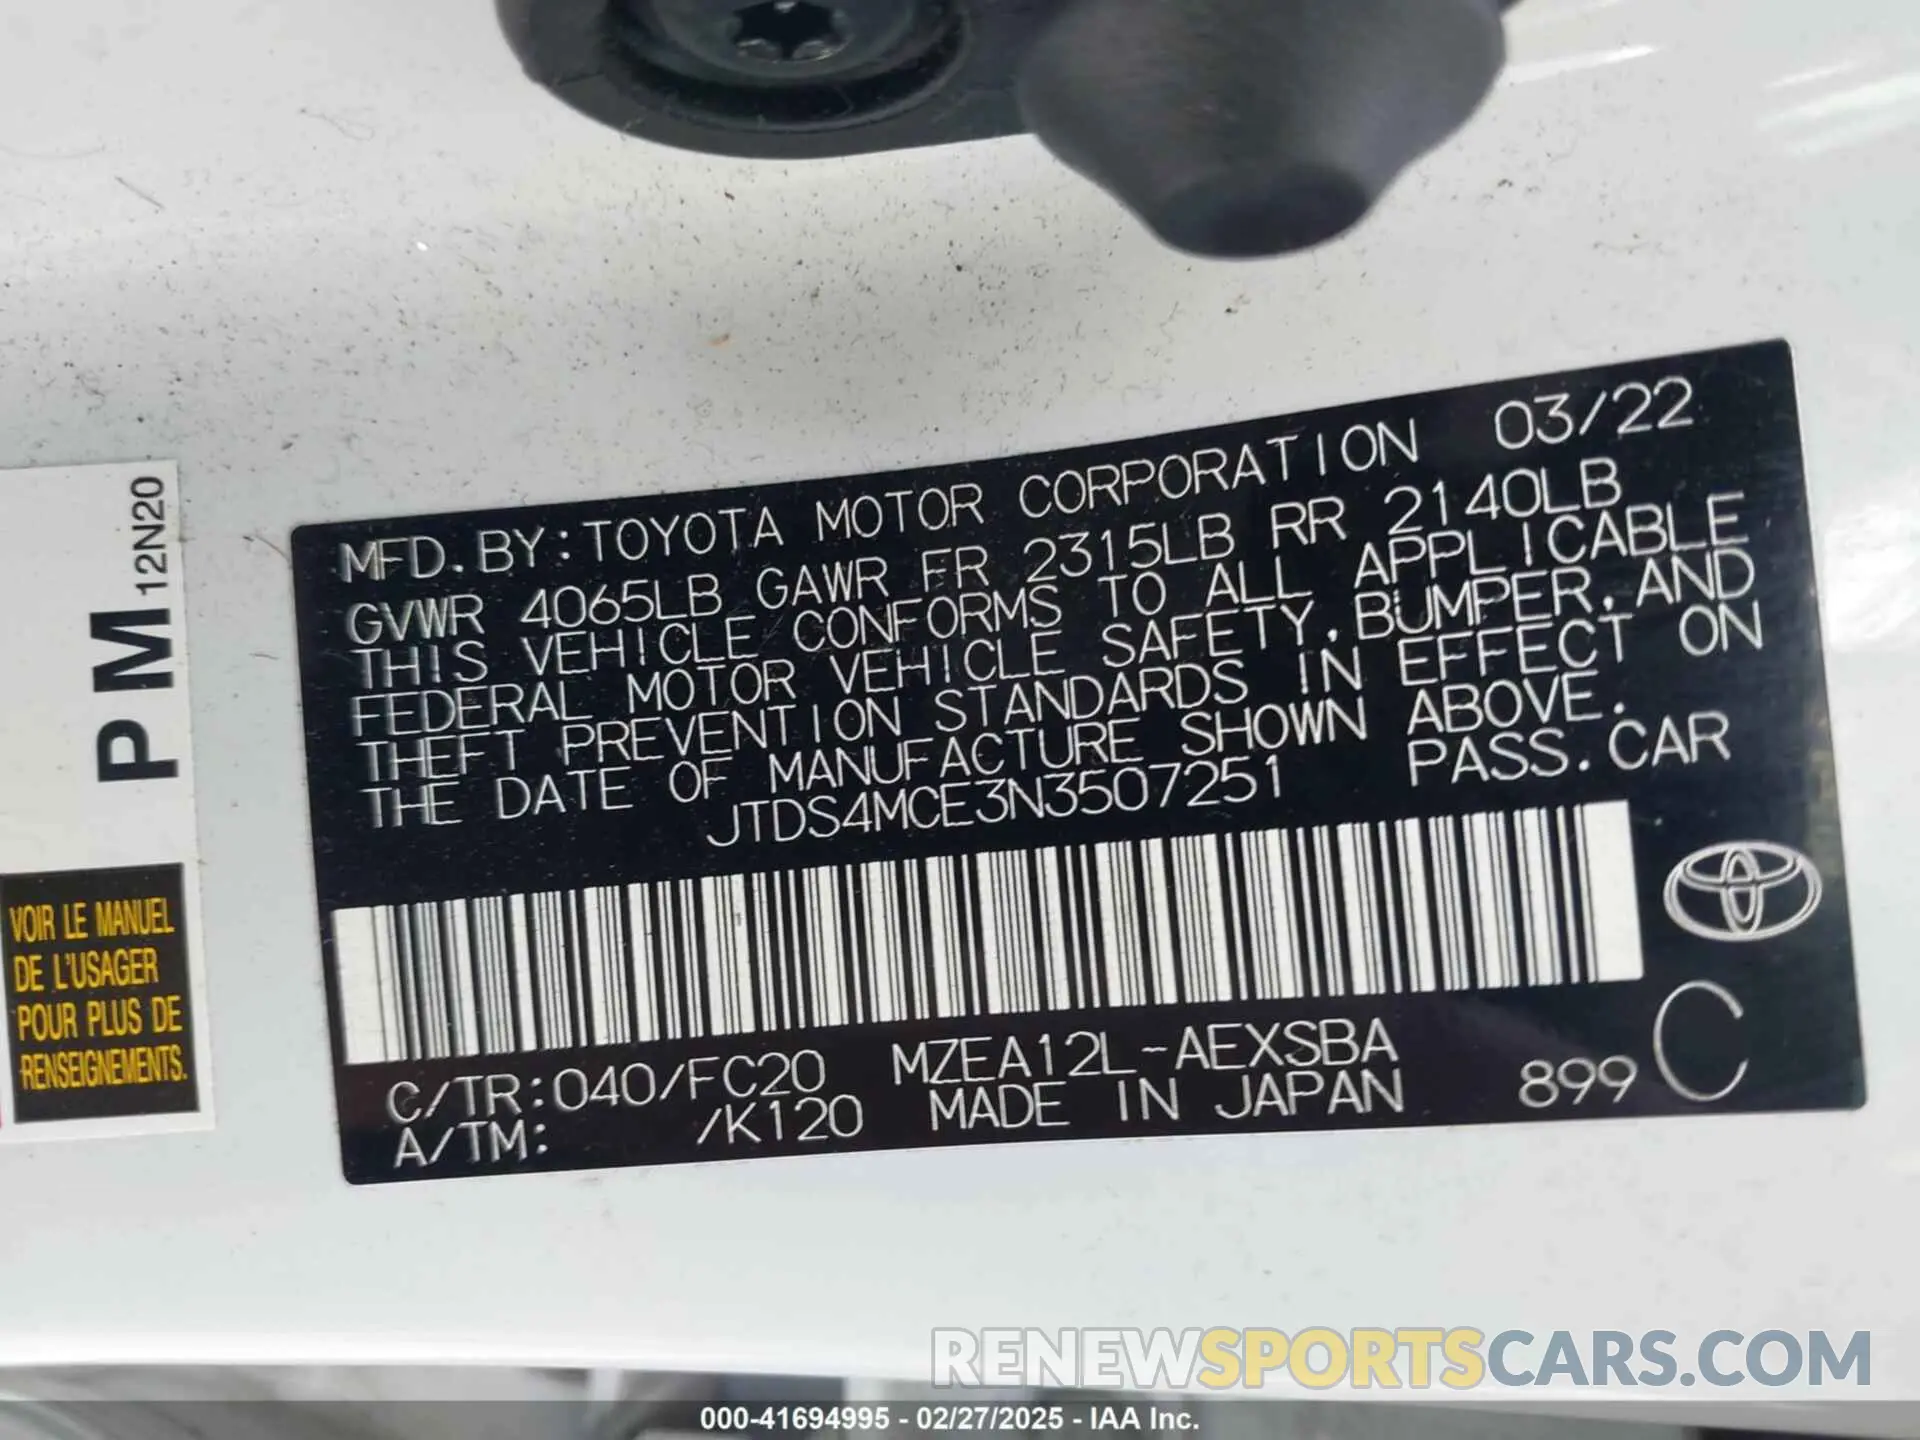 MFD. BY: TOYOTA MOTOR CORPORATION 03/22
GVWR 4065LB GAWR FR 2315LB RR 2140LB
THIS VEHICLE CONFORMS TO ALL APPLICABLE
FEDERAL MOTOR VEHICLE SAFETY, BUMPER, AND
THEFT PREVENTION STANDARDS IN EFFECT ON
THE DATE OF MANUFACTURE SHOWN ABOVE.
JTDS4MCE3N3507251 PASS. CAR
C/TR: 040/FC20 MZEA12L-AEXSBA
A/TM: /K120 MADE IN JAPAN 899 C
PM 12N20
VOIR LE MANUEL
DE L'USAGER
POUR PLUS DE
RENSEIGNEMENTS.
RENEWSPORTSCARS.COM
000-41694995 - 02/27/2025 - IAA Inc.